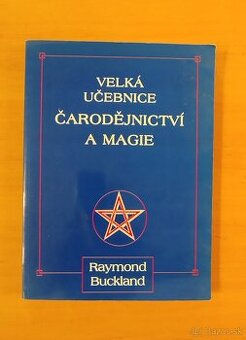 VELKÁ
UČEBNICE
ČARODĚJNICTVÍ
A MAGIE
Raymond
Buckland